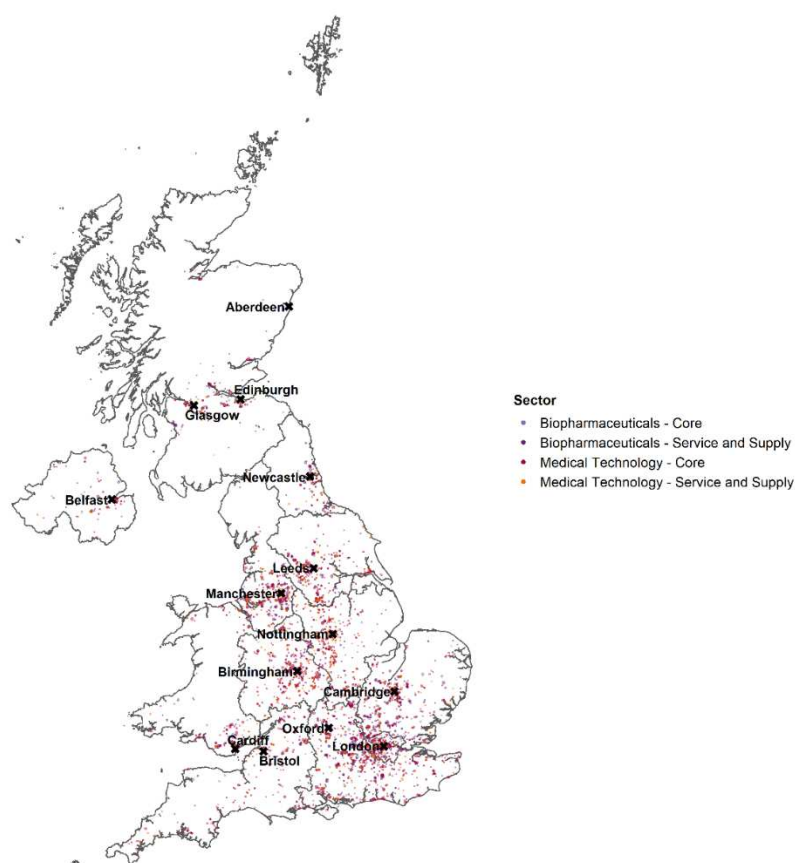 Aberdeen
Edinburgh
Glasgow
Sector
Biopharmaceuticals - Core
Biopharmaceuticals - Service and Supply
Medical Technology - Core
Medical Technology - Service and Supply
Newcastle
Belfast
Leeds
Manchester
Nottingham
Birmingham
Cambridge
Oxford
Cardiff
London
Bristol